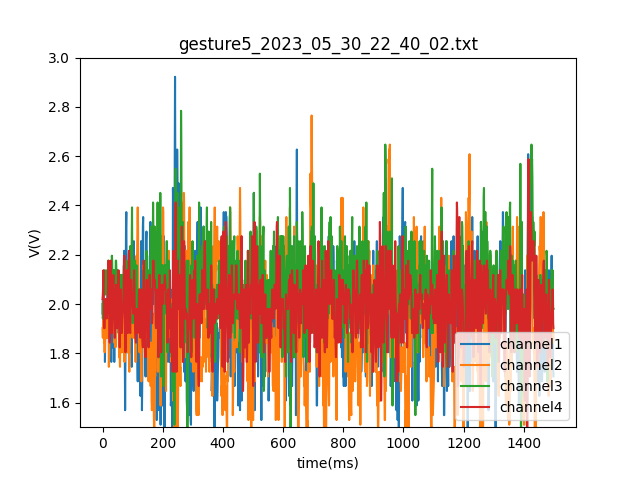 gesture5_2023_05_30_22_40_02.txt
3.0
2.8
2.6
2.4
2.2
2.0
1.8
1.6
V(V)
channel1
channel2
channel3
channel4
0 200 400 600 800 1000 1200 1400
time(ms)